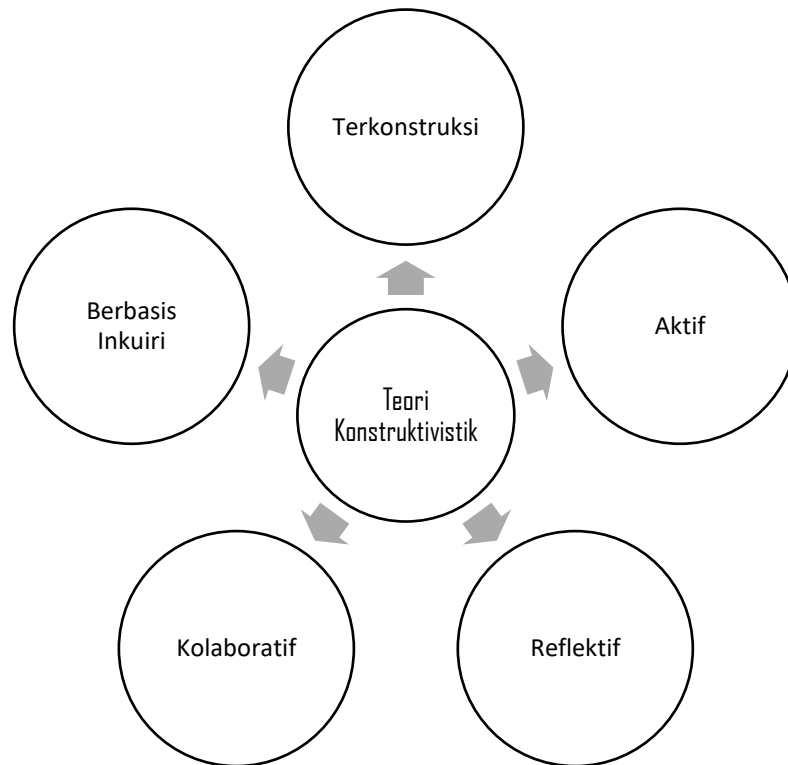 Terkonstruksi
Berbasis
Inkuiri
Aktif
Teori
Konstruktivistik
Kolaboratif
Reflektif